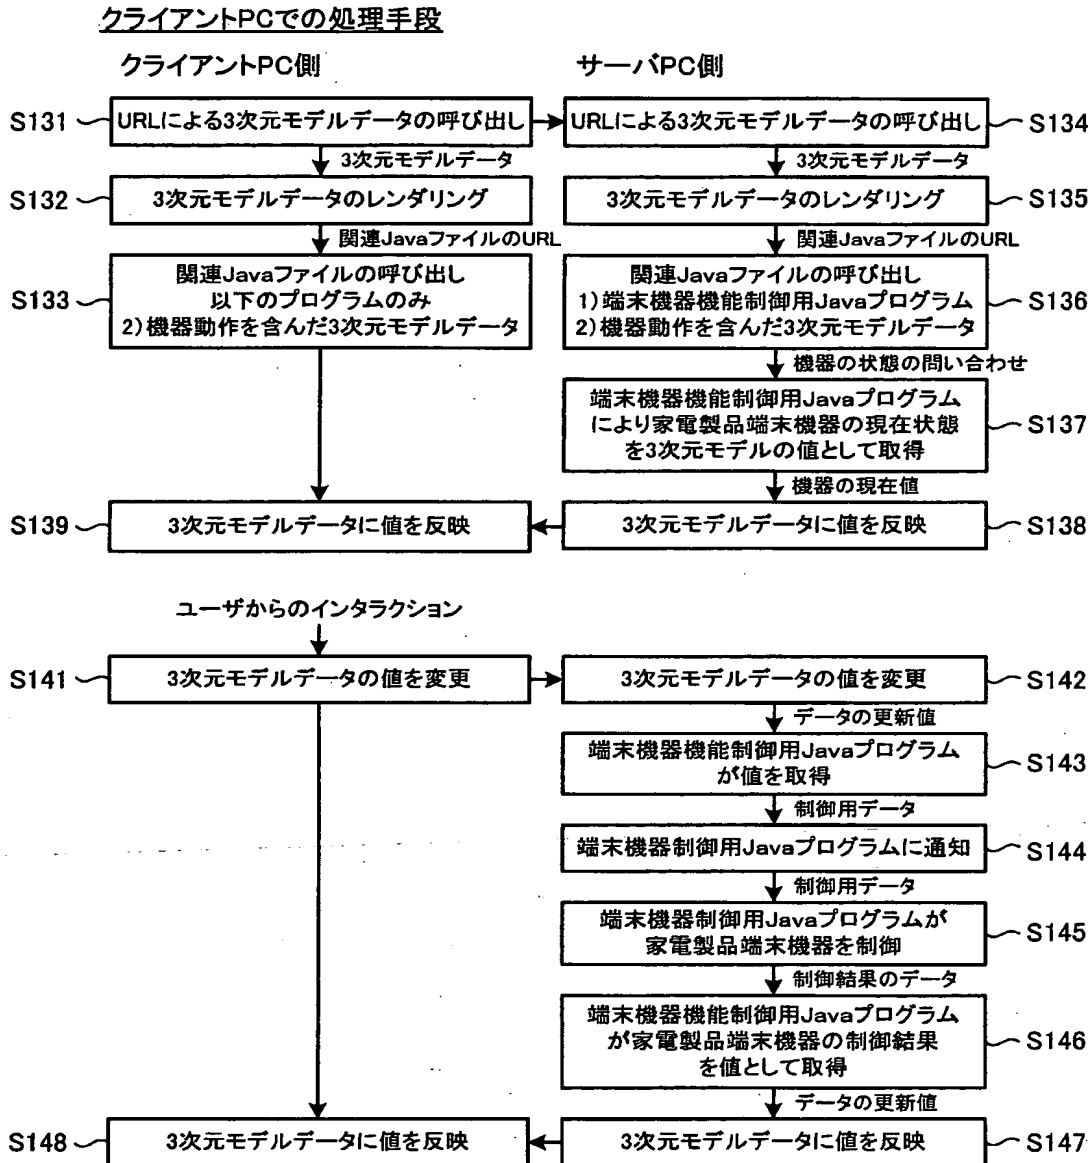 クライアントPCでの処理手段
クライアントPC側
サーバPC側
S131
URLによる3次元モデルデータの呼び出し
URLによる3次元モデルデータの呼び出し
S134
3次元モデルデータ
3次元モデルデータ
S132
3次元モデルデータのレンダリング
3次元モデルデータのレンダリング
S135
関連JavaファイルのURL
関連JavaファイルのURL
S133
関連Javaファイルの呼び出し
以下のプログラムのみ
2)機器動作を含んだ3次元モデルデータ
関連Javaファイルの呼び出し
1)端末機器機能制御用Javaプログラム
2)機器動作を含んだ3次元モデルデータ
S136
機器の状態の問い合わせ
端末機器機能制御用Javaプログラム
により家電製品端末機器の現在状態
を3次元モデルの値として取得
S137
機器の現在値
S139
3次元モデルデータに値を反映
3次元モデルデータに値を反映
S138
ユーザからのインタラクション
S141
3次元モデルデータの値を変更
3次元モデルデータの値を変更
S142
データの更新値
端末機器機能制御用Javaプログラム
が値を取得
S143
制御用データ
端末機器制御用Javaプログラムに通知
S144
制御用データ
端末機器制御用Javaプログラムが
家電製品端末機器を制御
S145
制御結果のデータ
端末機器機能制御用Javaプログラム
が家電製品端末機器の制御結果
を値として取得
S146
データの更新値
S148
3次元モデルデータに値を反映
3次元モデルデータに値を反映
S147